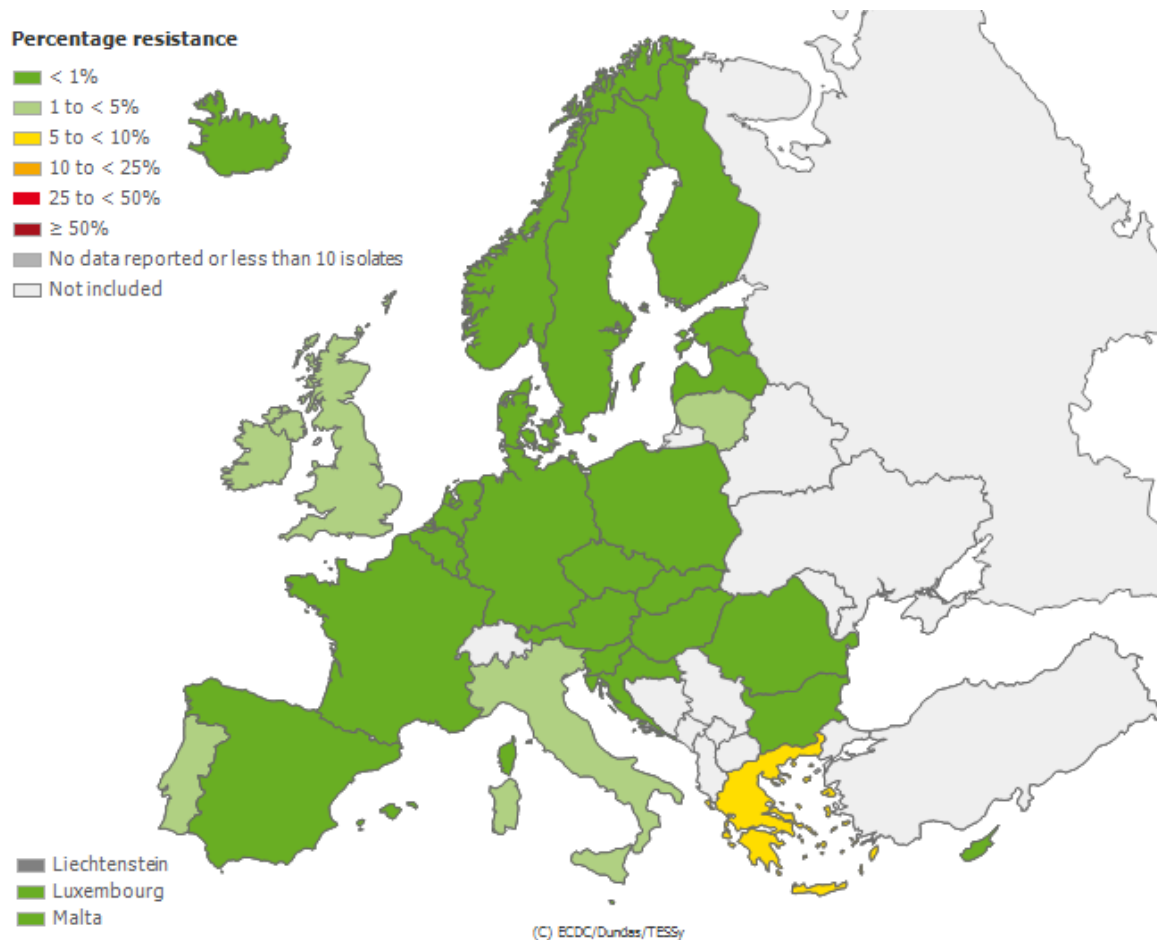 Percentage resistance
< 1%
1 to < 5%
5 to < 10%
10 to < 25%
25 to < 50%
≥ 50%
No data reported or less than 10 isolates
Not included
Liechtenstein
Luxembourg
Malta
(C) ECDC/Dundas/TESSy